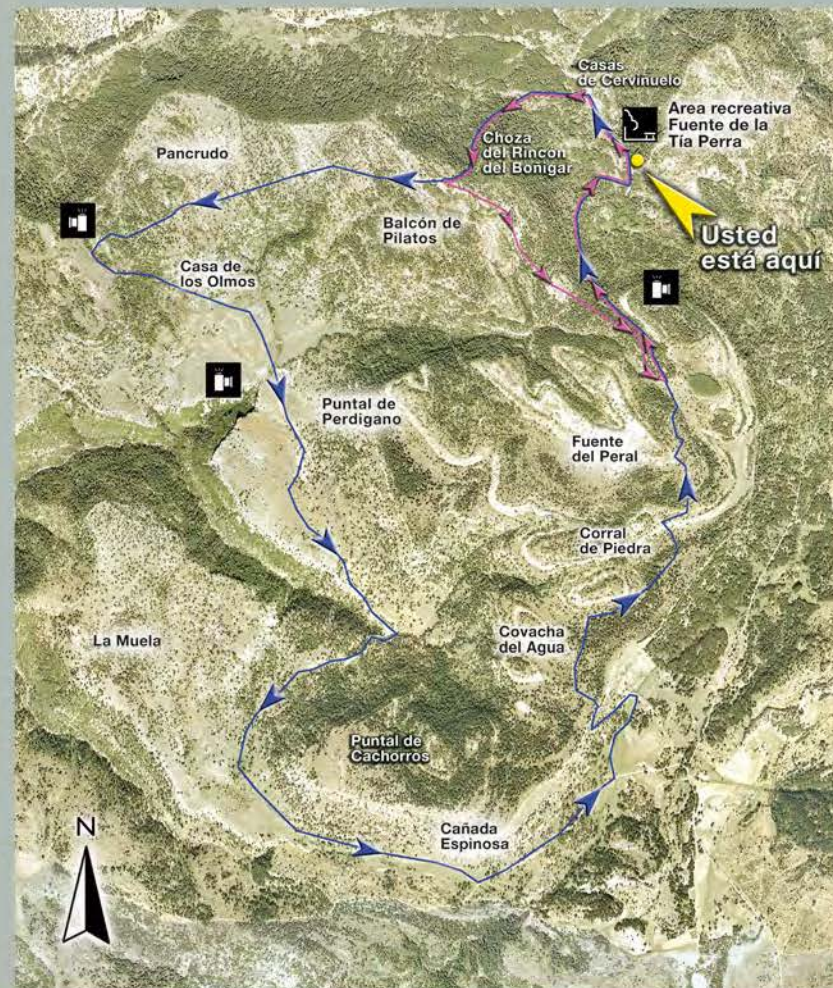 Casas
de Cerviñuelo
Area recreativa
Fuente de la
Tía Perra
Choza
del Rincón
del Boñigar
Pancrudo
Usted
está aquí
Balcón de
Pilatos
Casa de
los Olmos
Puntal de
Perdigano
Fuente
del Peral
Corral
de Piedra
La Muela
Covacha
del Agua
Puntal de
Cachorros
Cañada
Espinosa
N